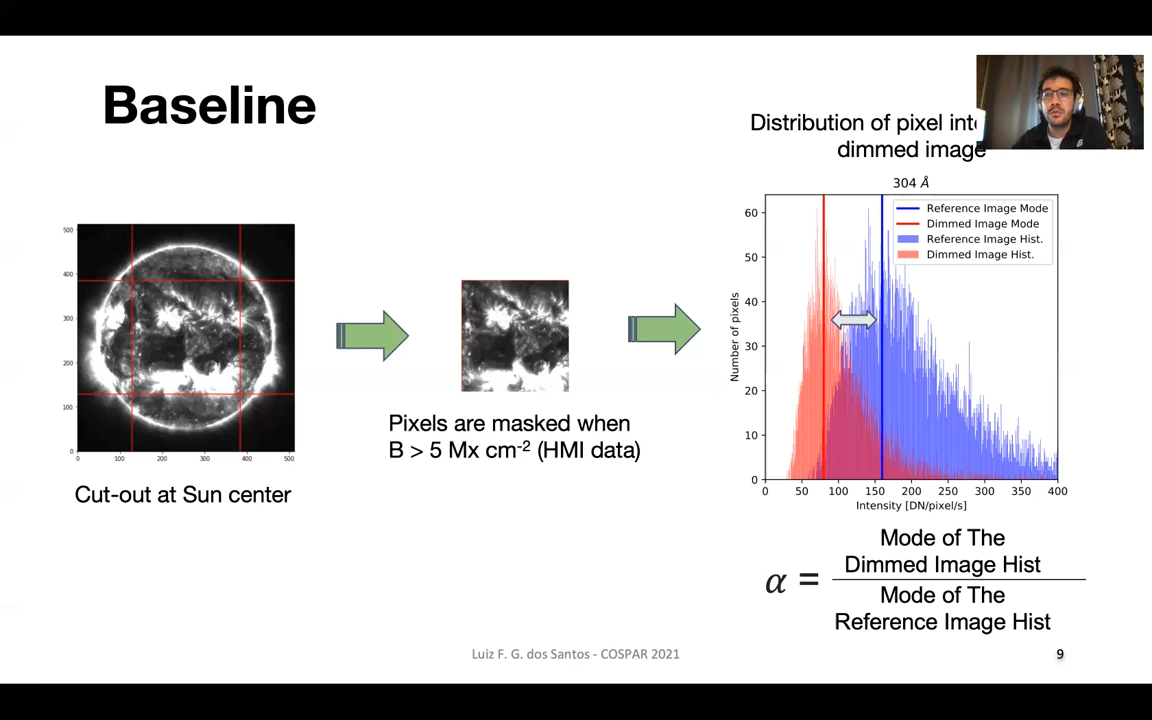 Baseline
Distribution of pixel
dimmed image
304 Å
500
400
300
200
100
0
0 100 200 300 400 500
Cut-out at Sun center
Pixels are masked when
B > 5 Mx cm-2 (HMI data)
Reference Image Mode
Dimmed Image Mode
Reference Image Hist.
Dimmed Image Hist.
Number of pixels
60
50
40
30
20
10
0
0 50 100 150 200 250 300 350 400
Intensity [DN/pixel/s]
α =
Mode of The
Dimmed Image Hist
Mode of The
Reference Image Hist
Luiz F. G. dos Santos - COSPAR 2021
9